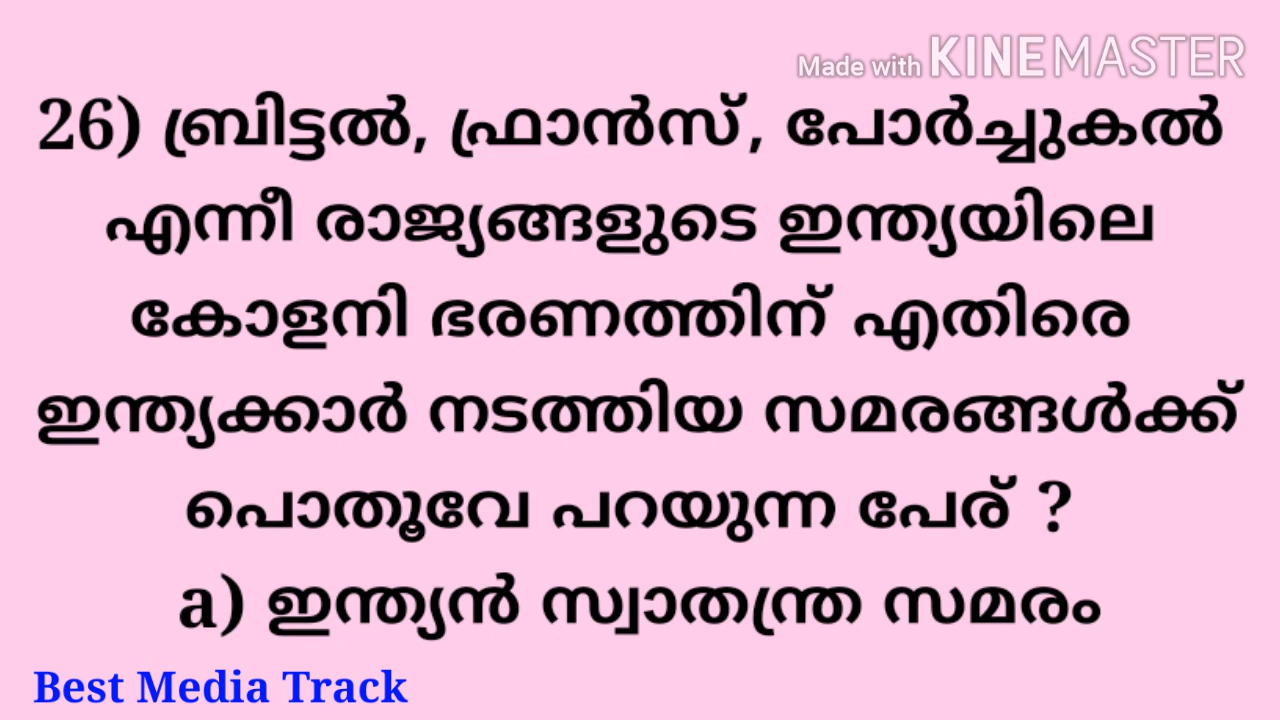 Made with KINEMASTER
26) ബ്രിട്ടൽ, ഫ്രാൻസ്, പോർച്ചുകൽ
എന്നീ രാജ്യങ്ങളുടെ ഇന്ത്യയിലെ
കോളനി ഭരണത്തിന് എതിരെ
ഇന്ത്യക്കാർ നടത്തിയ സമരങ്ങൾക്ക്
പൊതൂവേ പറയുന്ന പേര് ?
a) ഇന്ത്യൻ സ്വാതന്ത്ര സമരം
Best Media Track